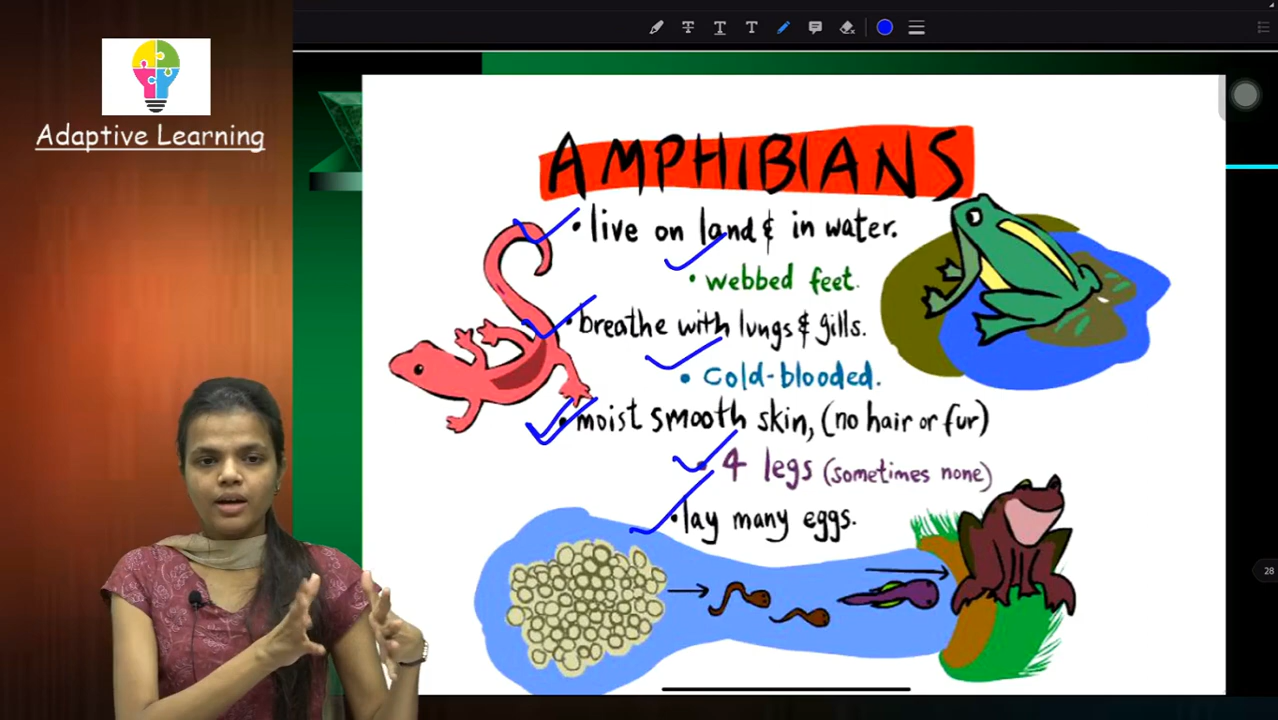 Adaptive Learning
AMPHIBIANS
• live on land & in water.
• webbed feet.
• breathe with lungs & gills.
• cold-blooded.
• moist smooth skin, (no hair or fur)
• 4 legs (sometimes none)
• lay many eggs.
28